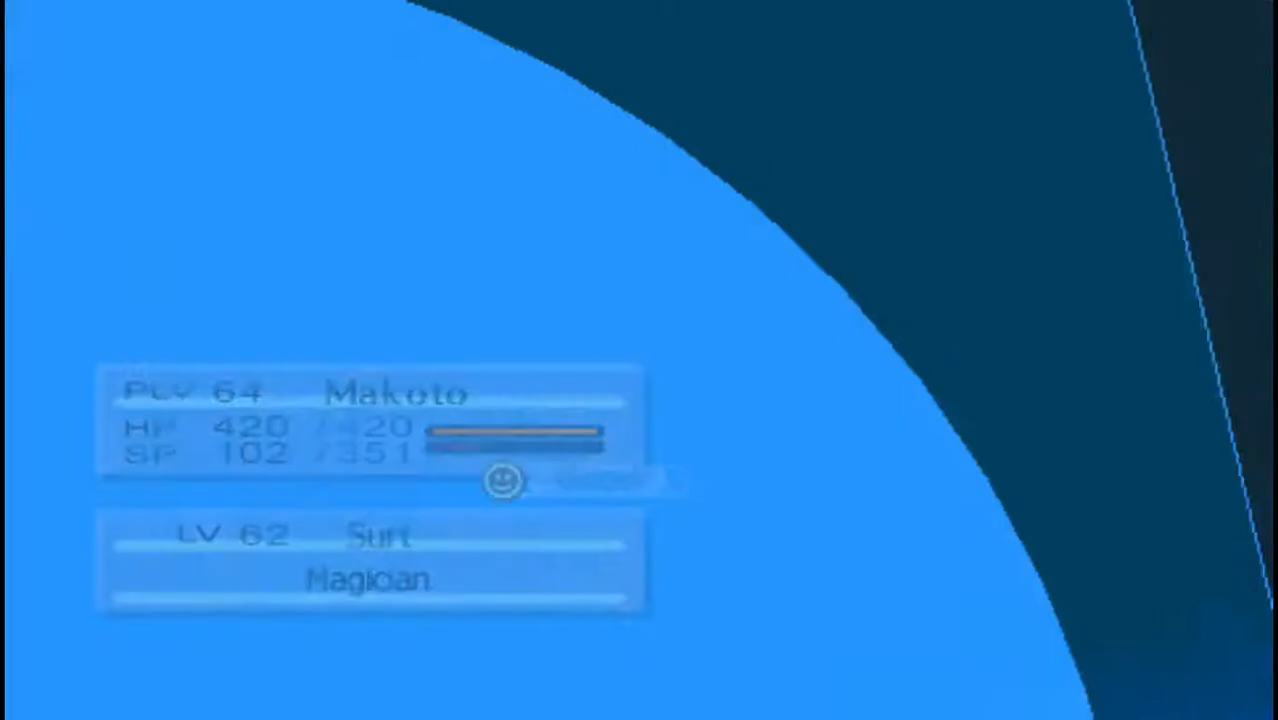 PLV 64 Makoto
HP 420 /420
SP 102 /351
LV 62 Surt
Magician